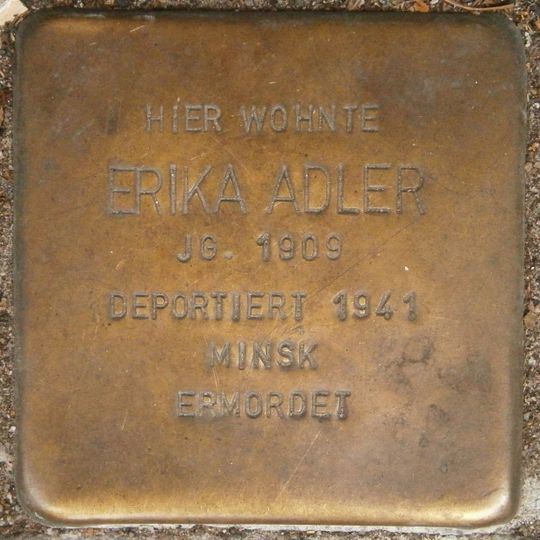 HIER WOHNTE
ERIKA ADLER
JG. 1909
DEPORTIERT 1941
MINSK
ERMORDET